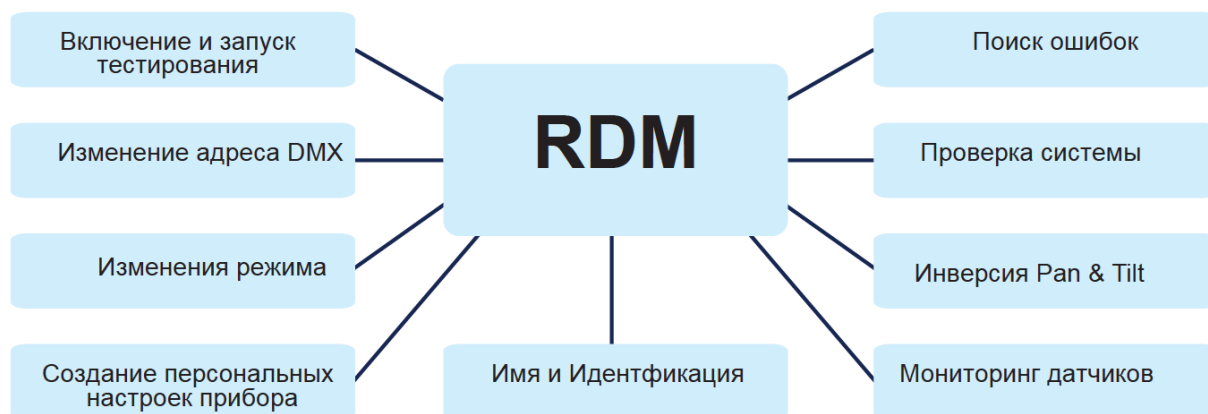 Включение и запуск
тестирования
Поиск ошибок
RDM
Изменение адреса DMX
Проверка системы
Изменения режима
Инверсия Pan & Tilt
Создание персональных
настроек прибора
Имя и Идентфикация
Мониторинг датчиков